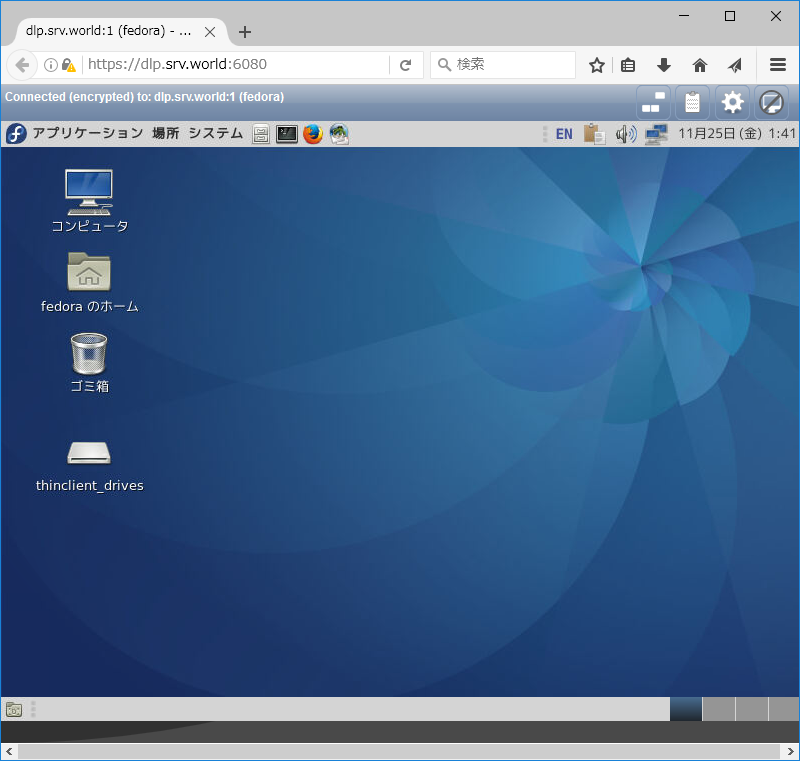 dlp.srv.world:1 (fedora) - ...
https://dlp.srv.world:6080
検索
Connected (encrypted) to: dlp.srv.world:1 (fedora)
アプリケーション 場所 システム
EN
11月25日 (金) 1:41
コンピュータ
fedora のホーム
ゴミ箱
thinclient_drives